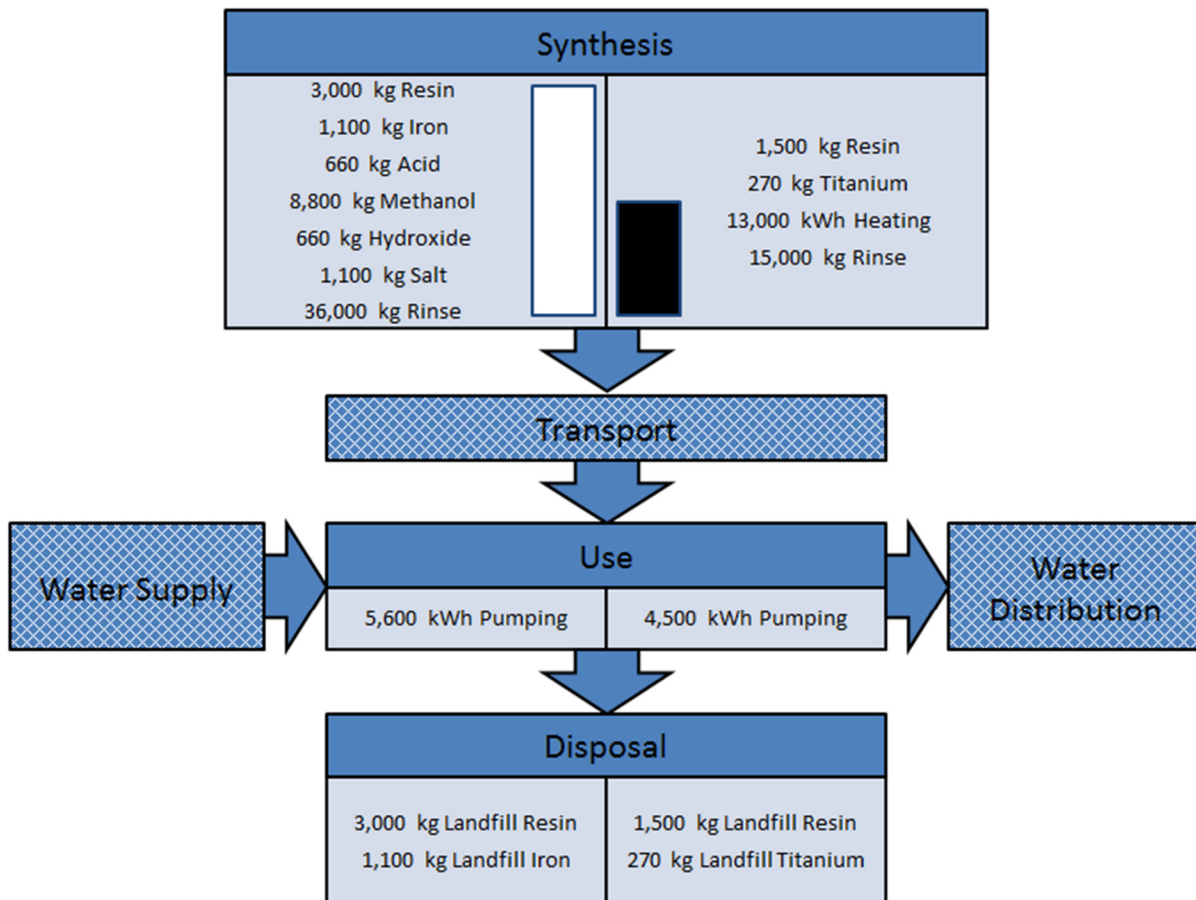 Synthesis
3,000 kg Resin
1,100 kg Iron
660 kg Acid
8,800 kg Methanol
660 kg Hydroxide
1,100 kg Salt
36,000 kg Rinse
1,500 kg Resin
270 kg Titanium
13,000 kWh Heating
15,000 kg Rinse
Transport
Water Supply
Use
5,600 kWh Pumping
4,500 kWh Pumping
Water
Distribution
Disposal
3,000 kg Landfill Resin
1,100 kg Landfill Iron
1,500 kg Landfill Resin
270 kg Landfill Titanium